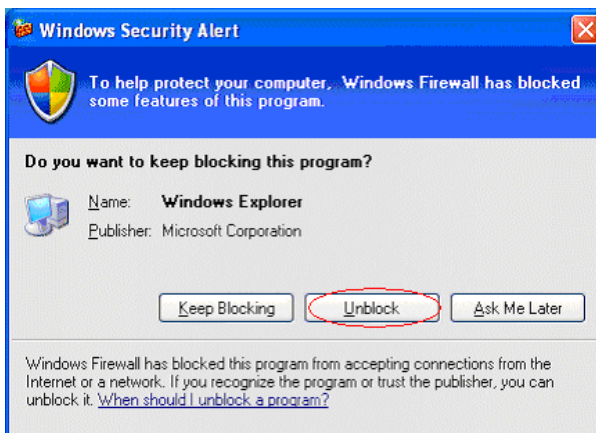 Windows Security Alert
To help protect your computer, Windows Firewall has blocked
some features of this program.
Do you want to keep blocking this program?
Name: Windows Explorer
Publisher: Microsoft Corporation
Keep Blocking Unblock Ask Me Later
Windows Firewall has blocked this program from accepting connections from the
Internet or a network. If you recognize the program or trust the publisher, you can
unblock it. When should I unblock a program?